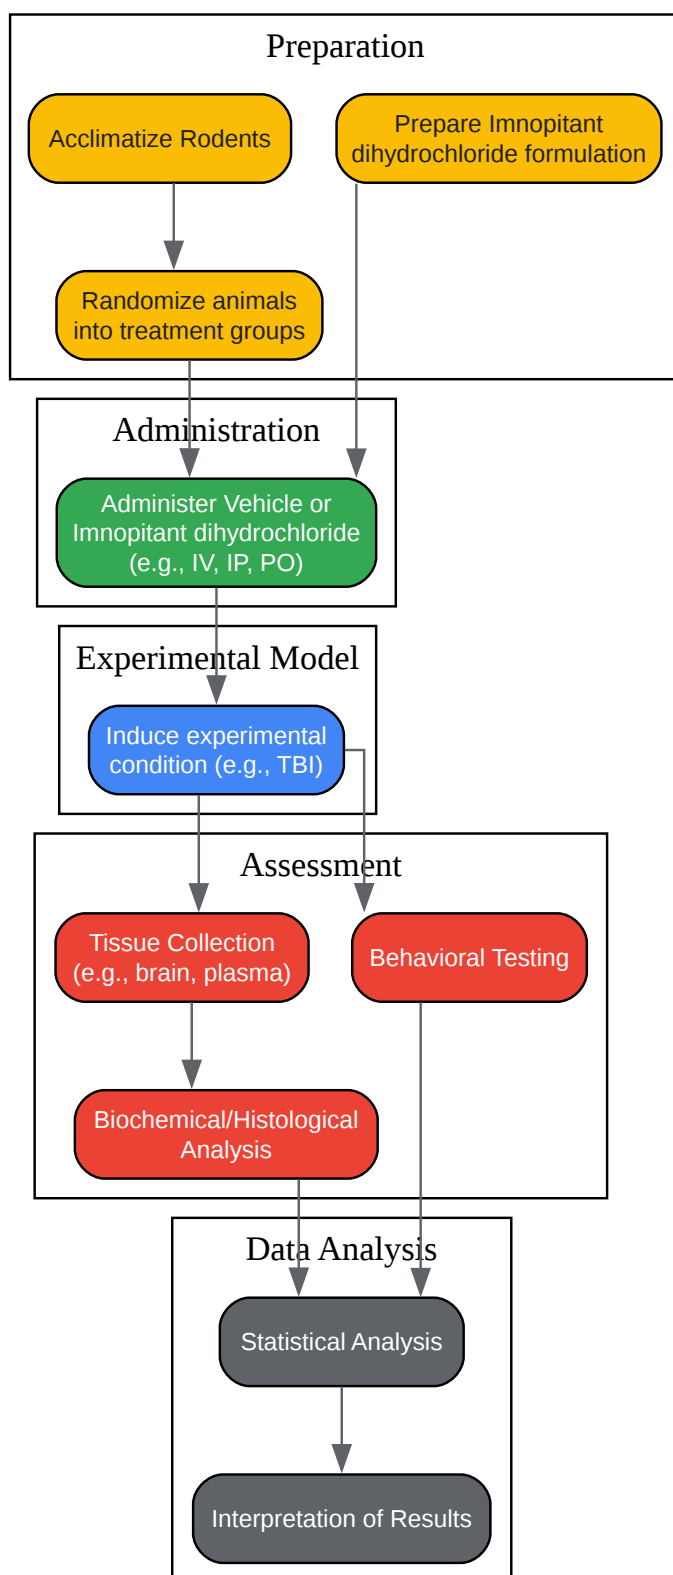 Preparation
Acclimatize Rodents
Prepare Imnopitant
dihydrochloride formulation
Randomize animals
into treatment groups
Administration
Administer Vehicle or
Imnopitant dihydrochloride
(e.g., IV, IP, PO)
Experimental Model
Induce experimental
condition (e.g., TBI)
Assessment
Tissue Collection
(e.g., brain, plasma)
Behavioral Testing
Biochemical/Histological
Analysis
Data Analysis
Statistical Analysis
Interpretation of Results